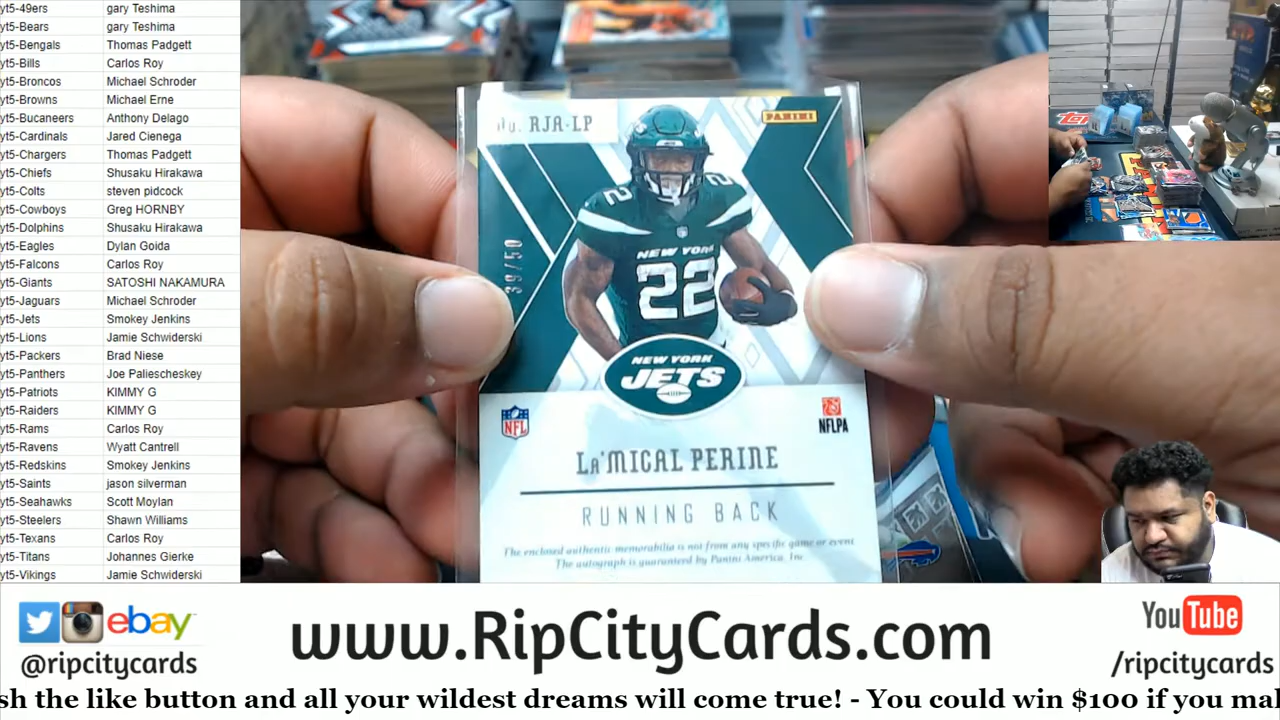 yt5-49ers gary Teshima
yt5-Bears gary Teshima
yt5-Bengals Thomas Padgett
yt5-Bills Carlos Roy
yt5-Broncos Michael Schroder
yt5-Browns Michael Erne
yt5-Bucaneers Anthony Delago
yt5-Cardinals Jared Cienega
yt5-Chargers Thomas Padgett
yt5-Chiefs Shusaku Hirakawa
yt5-Colts steven pidcock
yt5-Cowboys Greg HORNBY
yt5-Dolphins Shusaku Hirakawa
yt5-Eagles Dylan Goida
yt5-Falcons Carlos Roy
yt5-Giants SATOSHI NAKAMURA
yt5-Jaguars Michael Schroder
yt5-Jets Smokey Jenkins
yt5-Lions Jamie Schwiderski
yt5-Packers Brad Niese
yt5-Panthers Joe Paliescheskey
yt5-Patriots KIMMY G
yt5-Raiders KIMMY G
yt5-Rams Carlos Roy
yt5-Ravens Wyatt Cantrell
yt5-Redskins Smokey Jenkins
yt5-Saints jason silverman
yt5-Seahawks Scott Moylan
yt5-Steelers Shawn Williams
yt5-Texans Carlos Roy
yt5-Titans Johannes Gierke
yt5-Vikings Jamie Schwiderski
No. RJA-LP
PANINI
22
39/50
NEW YORK
22
NEW YORK
JETS
NFL
NFLPA
La'MICAL PERINE
RUNNING BACK
The enclosed authentic memorabilia is not from any specific game or event
The autograph is guaranteed by Panini America, Inc
ebay
@ripcitycards
www.RipCityCards.com
YouTube
/ripcitycards
sh the like button and all your wildest dreams will come true! - You could win $100 if you mal